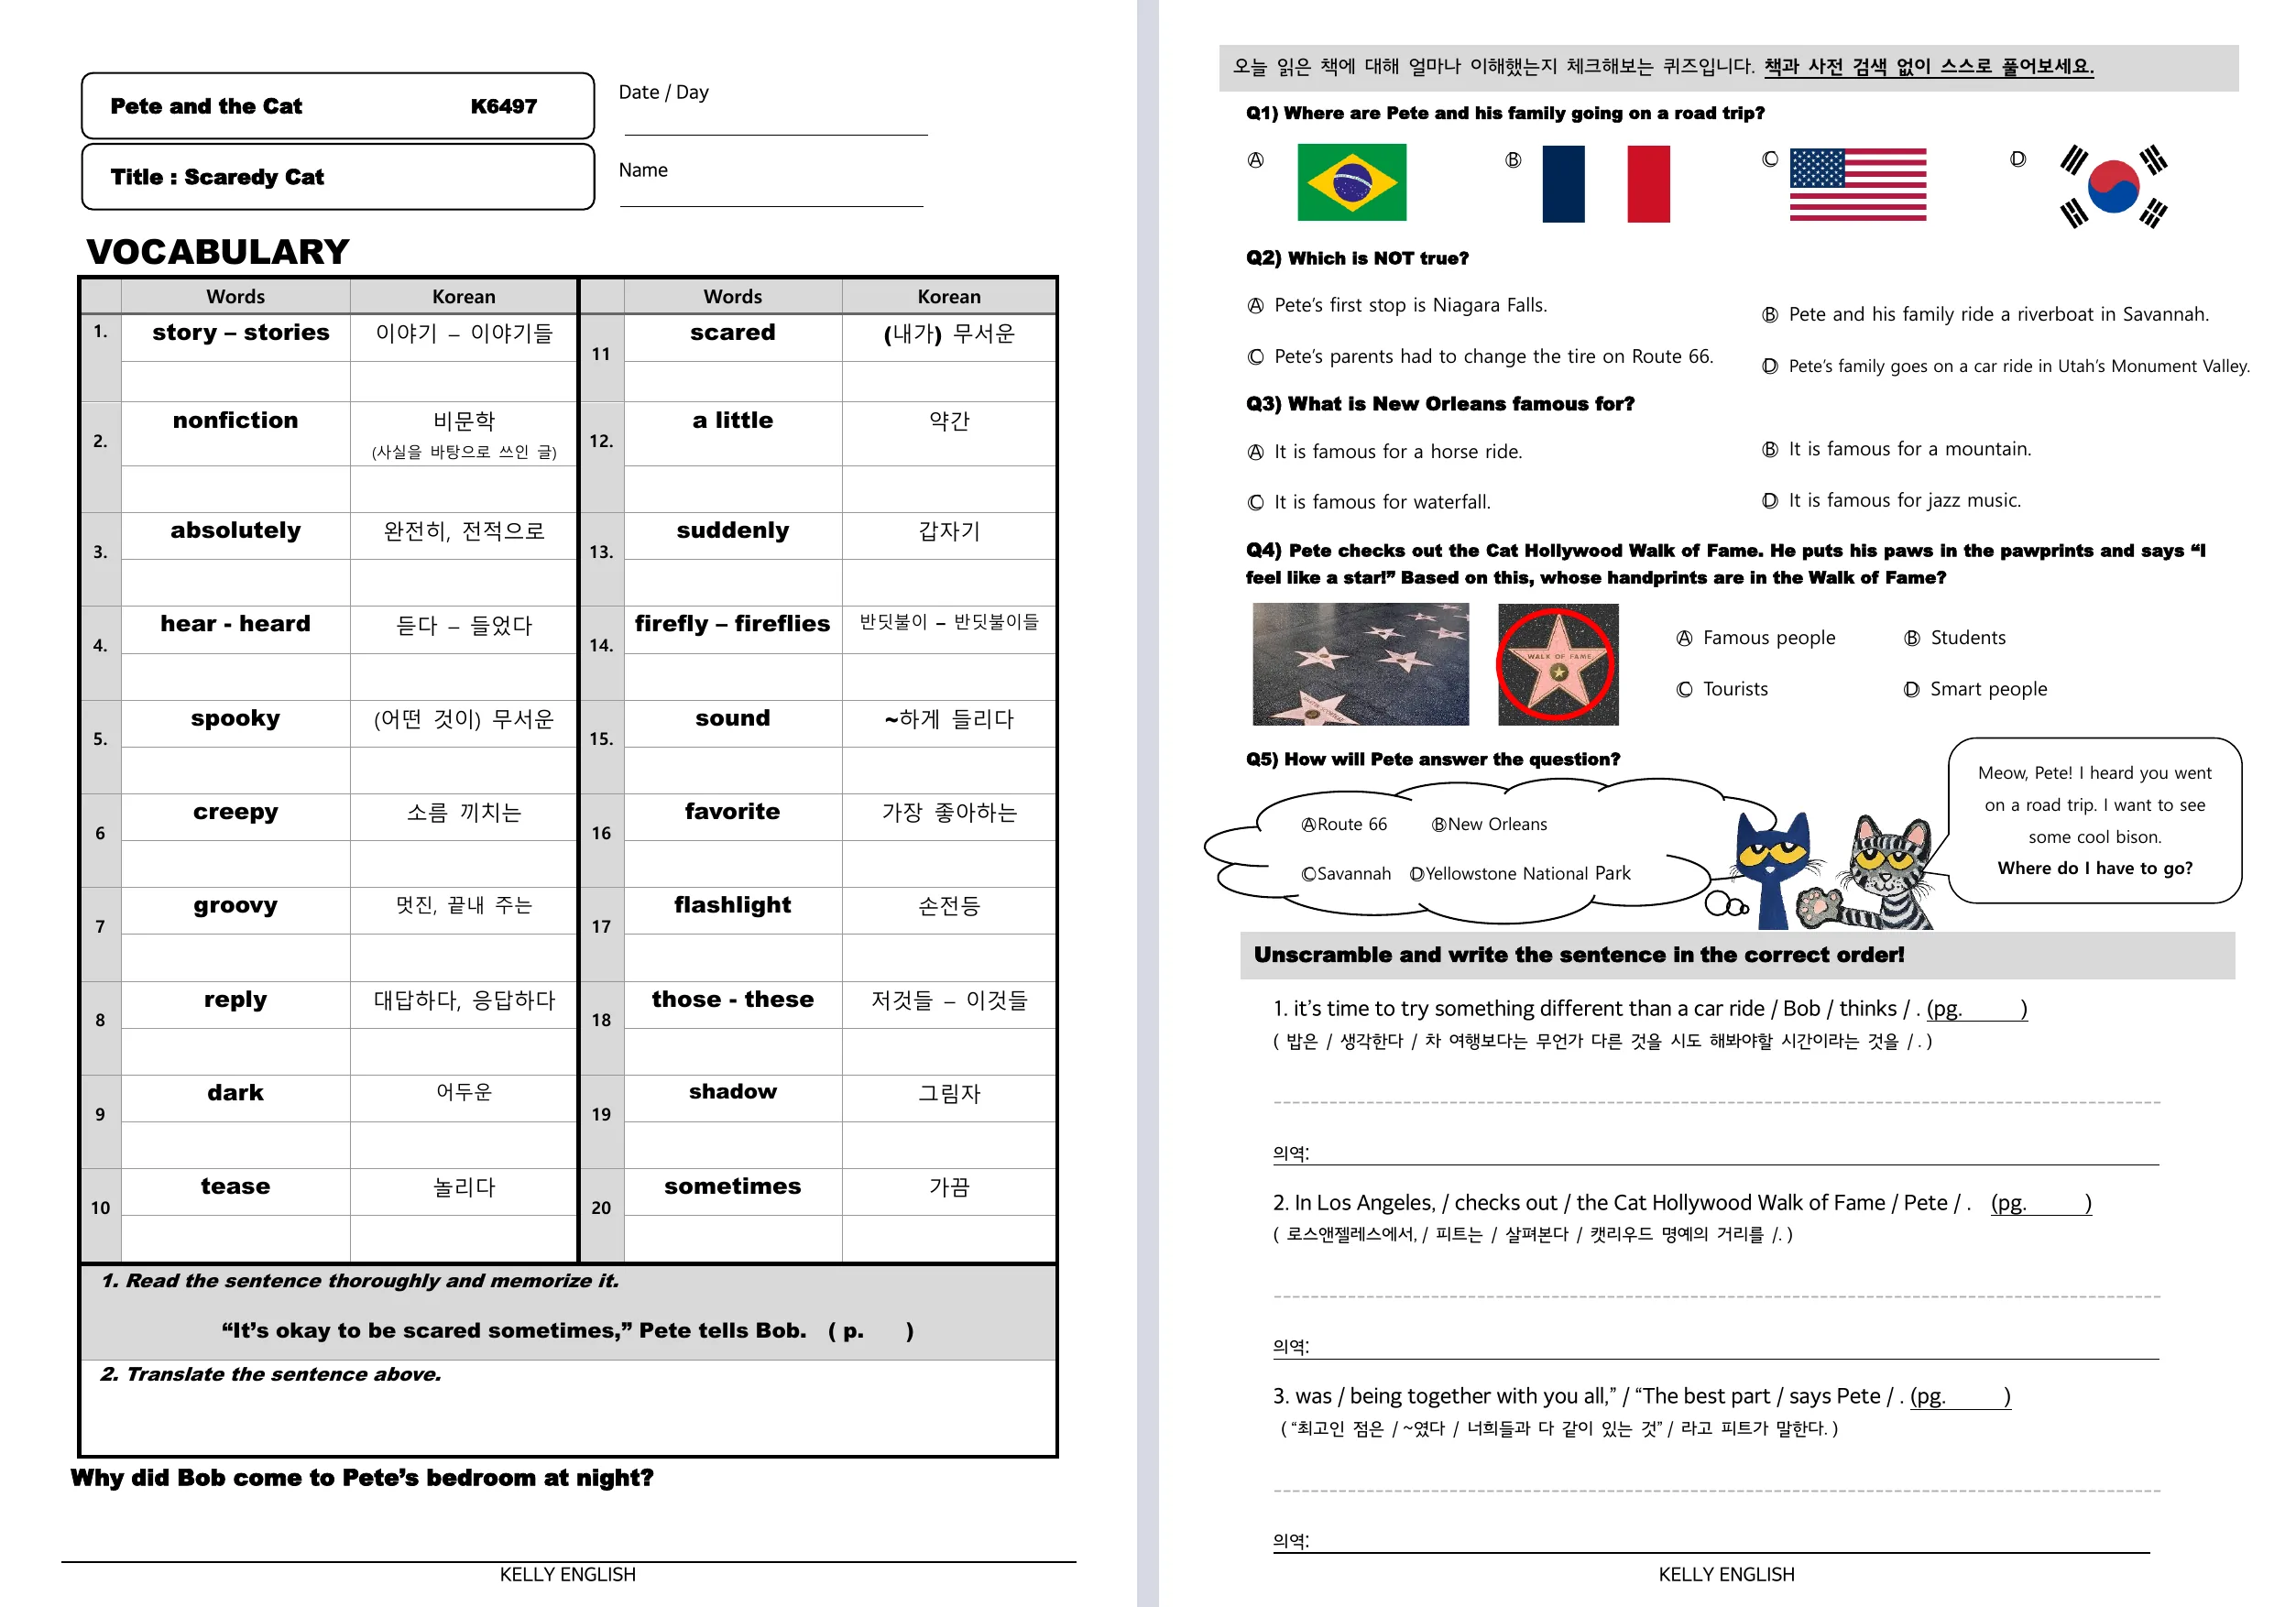 Pete and the Cat K6497
Title : Scaredy Cat
Date / Day
Name
VOCABULARY
Words Korean Words Korean
1. story – stories 이야기 – 이야기들 11 scared (내가) 무서운
2. nonfiction 비문학 12. a little 약간
(사실을 바탕으로 쓰인 글)
3. absolutely 완전히, 전적으로 13. suddenly 갑자기
4. hear - heard 듣다 – 들었다 14. firefly – fireflies 반딧불이 – 반딧불이들
5. spooky (어떤 것이) 무서운 15. sound ~하게 들리다
6 creepy 소름 끼치는 16 favorite 가장 좋아하는
7 groovy 멋진, 끝내 주는 17 flashlight 손전등
8 reply 대답하다, 응답하다 18 those - these 저것들 – 이것들
9 dark 어두운 19 shadow 그림자
10 tease 놀리다 20 sometimes 가끔
1. Read the sentence thoroughly and memorize it.
“It’s okay to be scared sometimes,” Pete tells Bob. ( p. )
2. Translate the sentence above.
Why did Bob come to Pete’s bedroom at night?
KELLY ENGLISH
오늘 읽은 책에 대해 얼마나 이해했는지 체크해보는 퀴즈입니다. 책과 사전 검색 없이 스스로 풀어보세요.
Q1) Where are Pete and his family going on a road trip?
Ⓐ Ⓑ Ⓒ Ⓓ
Q2) Which is NOT true?
Ⓐ Pete’s first stop is Niagara Falls.
Ⓑ Pete and his family ride a riverboat in Savannah.
Ⓒ Pete’s parents had to change the tire on Route 66.
Ⓓ Pete’s family goes on a car ride in Utah’s Monument Valley.
Q3) What is New Orleans famous for?
Ⓐ It is famous for a horse ride.
Ⓑ It is famous for a mountain.
Ⓒ It is famous for waterfall.
Ⓓ It is famous for jazz music.
Q4) Pete checks out the Cat Hollywood Walk of Fame. He puts his paws in the pawprints and says “I
feel like a star!” Based on this, whose handprints are in the Walk of Fame?
WALK OF FAME
Ⓐ Famous people Ⓑ Students
Ⓒ Tourists Ⓓ Smart people
Q5) How will Pete answer the question?
ⒶRoute 66 ⒷNew Orleans
ⒸSavannah ⒹYellowstone National Park
Meow, Pete! I heard you went
on a road trip. I want to see
some cool bison.
Where do I have to go?
Unscramble and write the sentence in the correct order!
1. it’s time to try something different than a car ride / Bob / thinks / . (pg. )
( 밥은 / 생각한다 / 차 여행보다는 무언가 다른 것을 시도 해봐야할 시간이라는 것을 / . )
의역:
2. In Los Angeles, / checks out / the Cat Hollywood Walk of Fame / Pete / . (pg. )
( 로스앤젤레스에서, / 피트는 / 살펴본다 / 캣리우드 명예의 거리를 /. )
의역:
3. was / being together with you all,” / “The best part / says Pete / . (pg. )
( “최고인 점은 / ~였다 / 너희들과 다 같이 있는 것” / 라고 피트가 말한다. )
의역:
KELLY ENGLISH